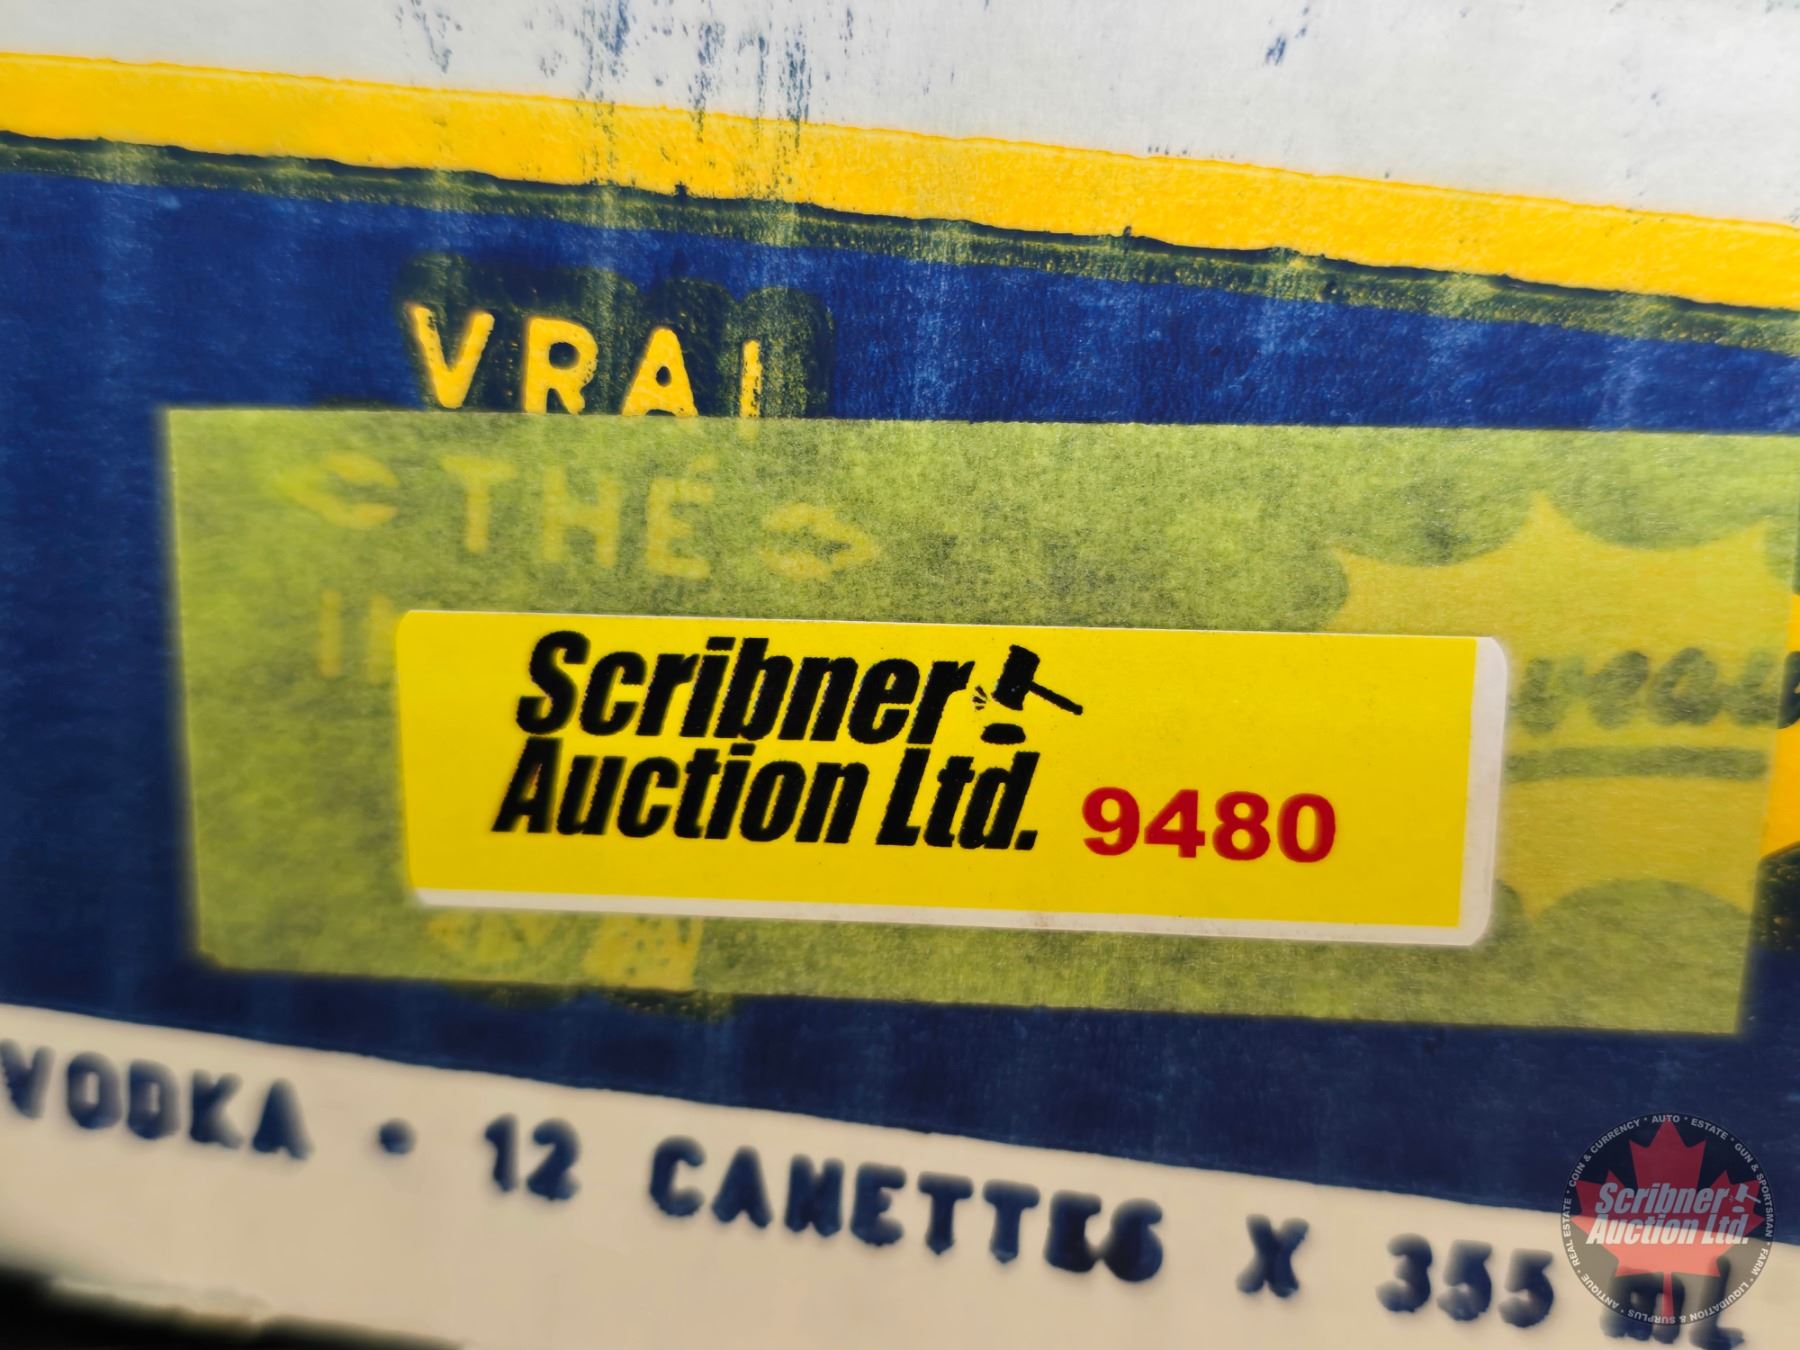 VRAI
THÉ
Scribner
Auction Ltd. 9480
VODKA • 12 CANETTES X 355 mL
COIN & CURRENCY • AUTO • ESTATE • GUN & SPORTSMAN • FARM • LIQUIDATION & SURPLUS • ANTIQUE • REAL ESTATE
Scribner
Auction Ltd.